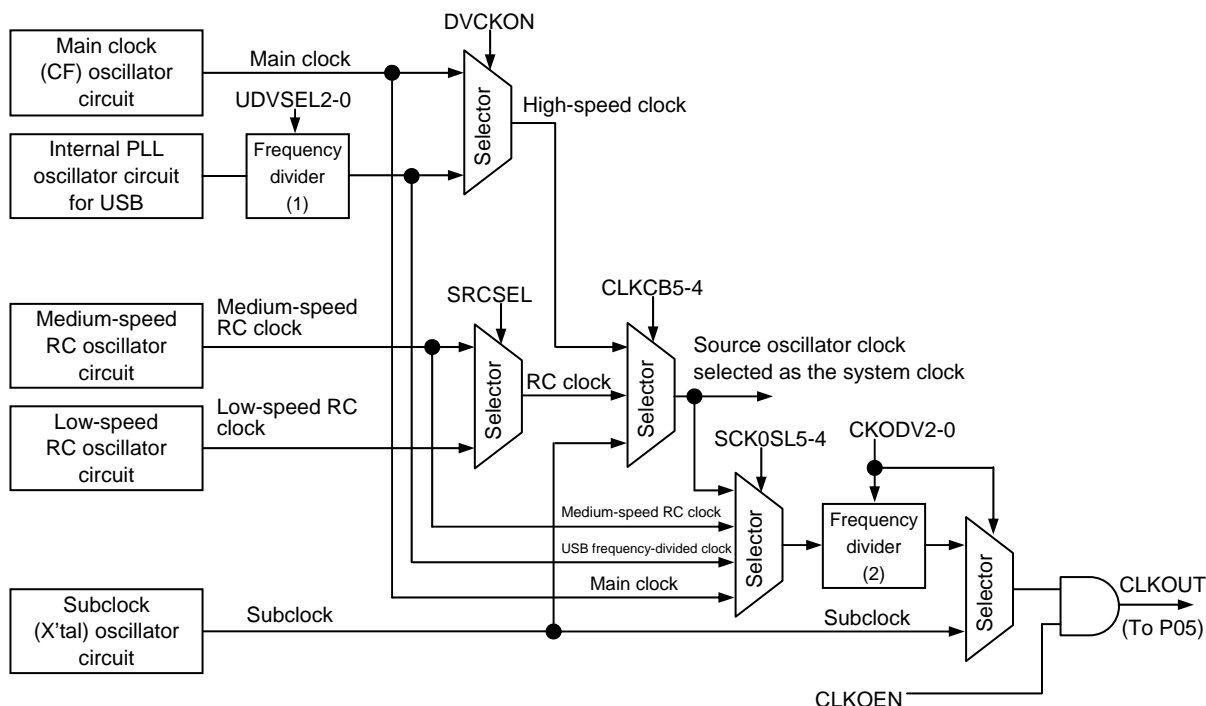 DVCKON
Main clock
(CF) oscillator
circuit
Main clock
UDVSEL2-0
Selector
High-speed clock
Internal PLL
oscillator circuit
for USB
Frequency
divider
(1)
Medium-speed
RC oscillator
circuit
Medium-speed
RC clock
SRCSEL
CLKCB5-4
Selector
RC clock
Selector
Source oscillator clock
selected as the system clock
Low-speed
RC oscillator
circuit
Low-speed RC
clock
SCK0SL5-4
CKODV2-0
Medium-speed RC clock
USB frequency-divided clock
Main clock
Selector
Frequency
divider
(2)
Selector
Subclock
(X'tal) oscillator
circuit
Subclock
Subclock
CLKOUT
(To P05)
CLKOEN